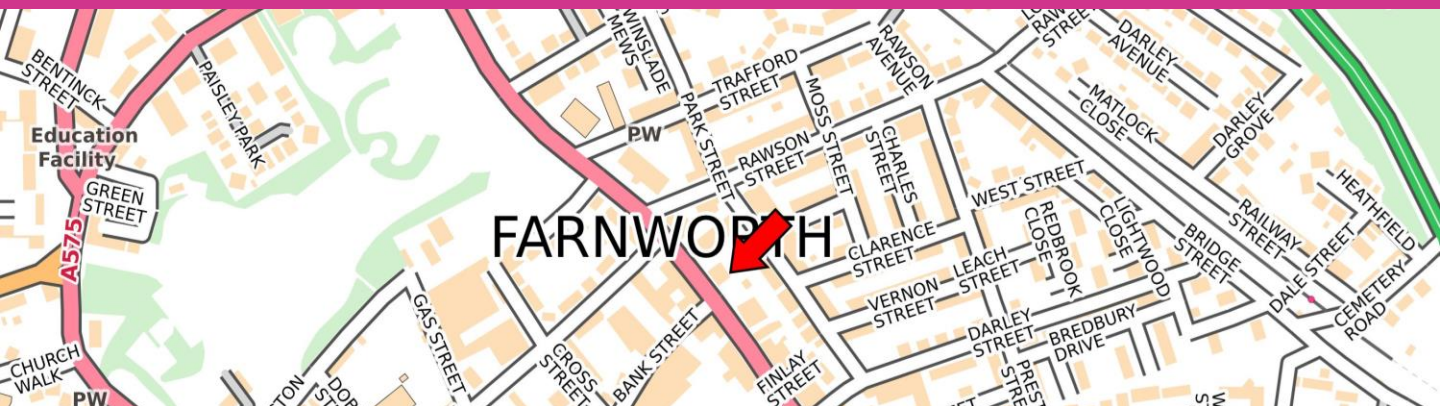 BENTINCK
STREET
PAISLEY PARK
WINSLADE
MEWS
TRAFFORD
STREET
PARK STREET
MOSS STREET
RAWSON
AVENUE
STREET
DARLEY
AVENUE
MATLOCK
CLOSE
DARLEY
GROVE
Education
Facility
PW
RAWSON
STREET
CHARLES
STREET
GREEN
STREET
A575
WEST STREET
HEATHFIELD
FARNWORTH
CLARENCE
STREET
REDBROOK
CLOSE
LIGHTWOOD
CLOSE
BRIDGE
STREET
RAILWAY
STREET
DALE STREET
CEMETERY
ROAD
VERNON
STREET
LEACH
STREET
GAS STREET
DARLEY
STREET
BREDBURY
DRIVE
CHURCH
WALK
PW
CROSS
STREET
BANK STREET
FINLAY
STREET